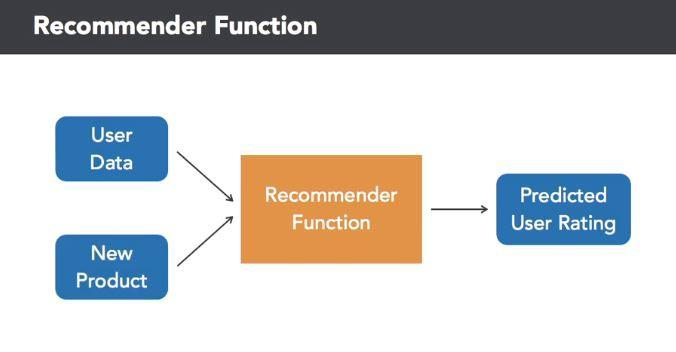 Recommender Function
User
Data
New
Product
Recommender
Function
Predicted
User Rating